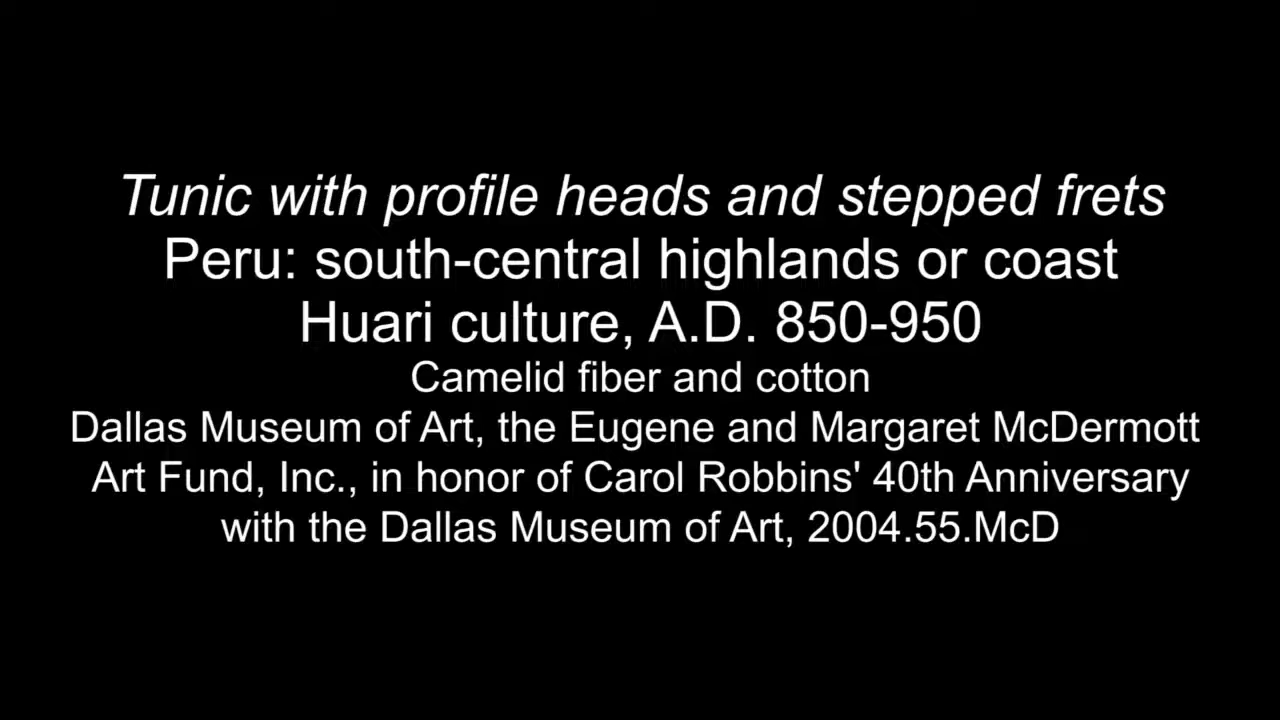 Tunic with profile heads and stepped frets
Peru: south-central highlands or coast
Huari culture, A.D. 850-950
Camelid fiber and cotton
Dallas Museum of Art, the Eugene and Margaret McDermott
Art Fund, Inc., in honor of Carol Robbins' 40th Anniversary
with the Dallas Museum of Art, 2004.55.McD